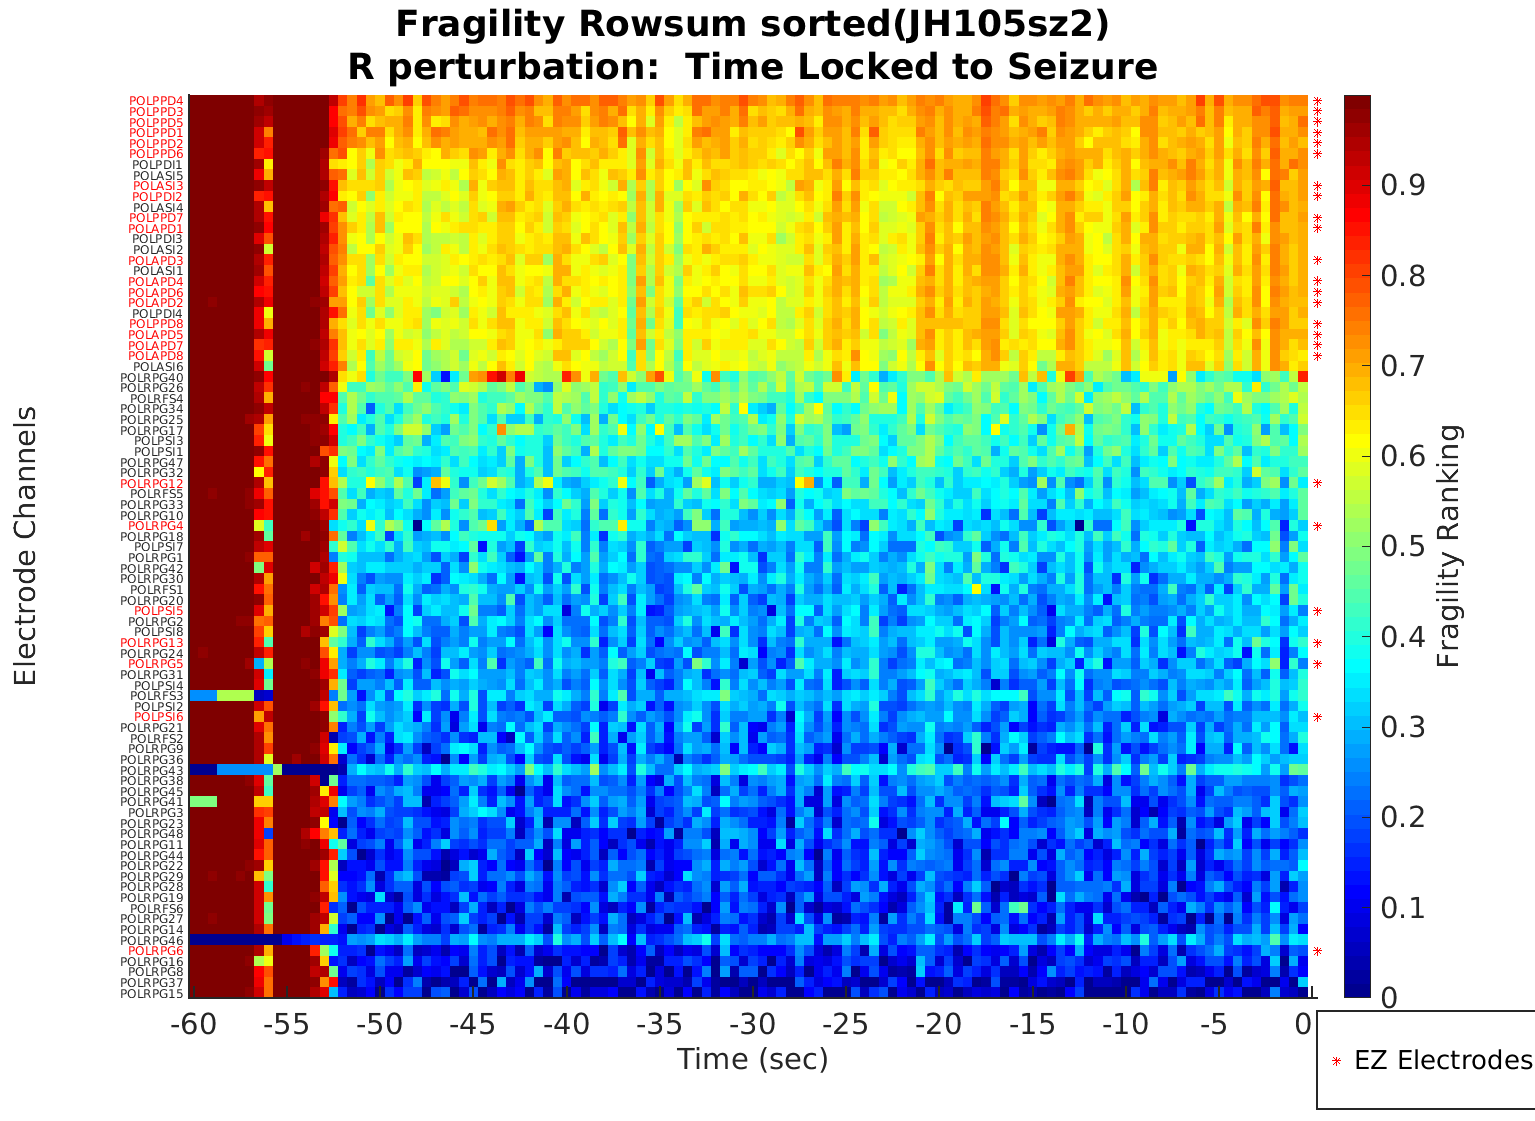 Fragility Rowsum sorted(JH105sz2)
R perturbation:  Time Locked to Seizure
Electrode Channels
POLPPD4
POLPPD3
POLPPD5
POLPPD1
POLPPD2
POLPPD6
POLPDI1
POLASI5
POLASI3
POLPDI2
POLASI4
POLPPD7
POLAPD1
POLPDI3
POLASI2
POLAPD3
POLASI1
POLAPD4
POLAPD6
POLAPD2
POLPDI4
POLPPD8
POLAPD5
POLAPD7
POLAPD8
POLASI6
POLRPG40
POLRPG26
POLRFS4
POLRPG34
POLRPG25
POLRPG17
POLPSI3
POLPSI1
POLRPG47
POLRPG32
POLRPG12
POLRFS5
POLRPG33
POLRPG10
POLRPG4
POLRPG18
POLPSI7
POLRPG1
POLRPG42
POLRPG30
POLRFS1
POLRPG20
POLPSI5
POLRPG2
POLPSI8
POLRPG13
POLRPG24
POLRPG5
POLRPG31
POLPSI4
POLRFS3
POLPSI2
POLPSI6
POLRPG21
POLRFS2
POLRPG9
POLRPG36
POLRPG43
POLRPG38
POLRPG45
POLRPG41
POLRPG3
POLRPG23
POLRPG48
POLRPG11
POLRPG44
POLRPG22
POLRPG29
POLRPG28
POLRPG19
POLRFS6
POLRPG27
POLRPG14
POLRPG46
POLRPG6
POLRPG16
POLRPG8
POLRPG37
POLRPG15
-60 -55 -50 -45 -40 -35 -30 -25 -20 -15 -10 -5 0
Time (sec)
0.9
0.8
0.7
0.6
0.5
0.4
0.3
0.2
0.1
0
Fragility Ranking
EZ Electrodes